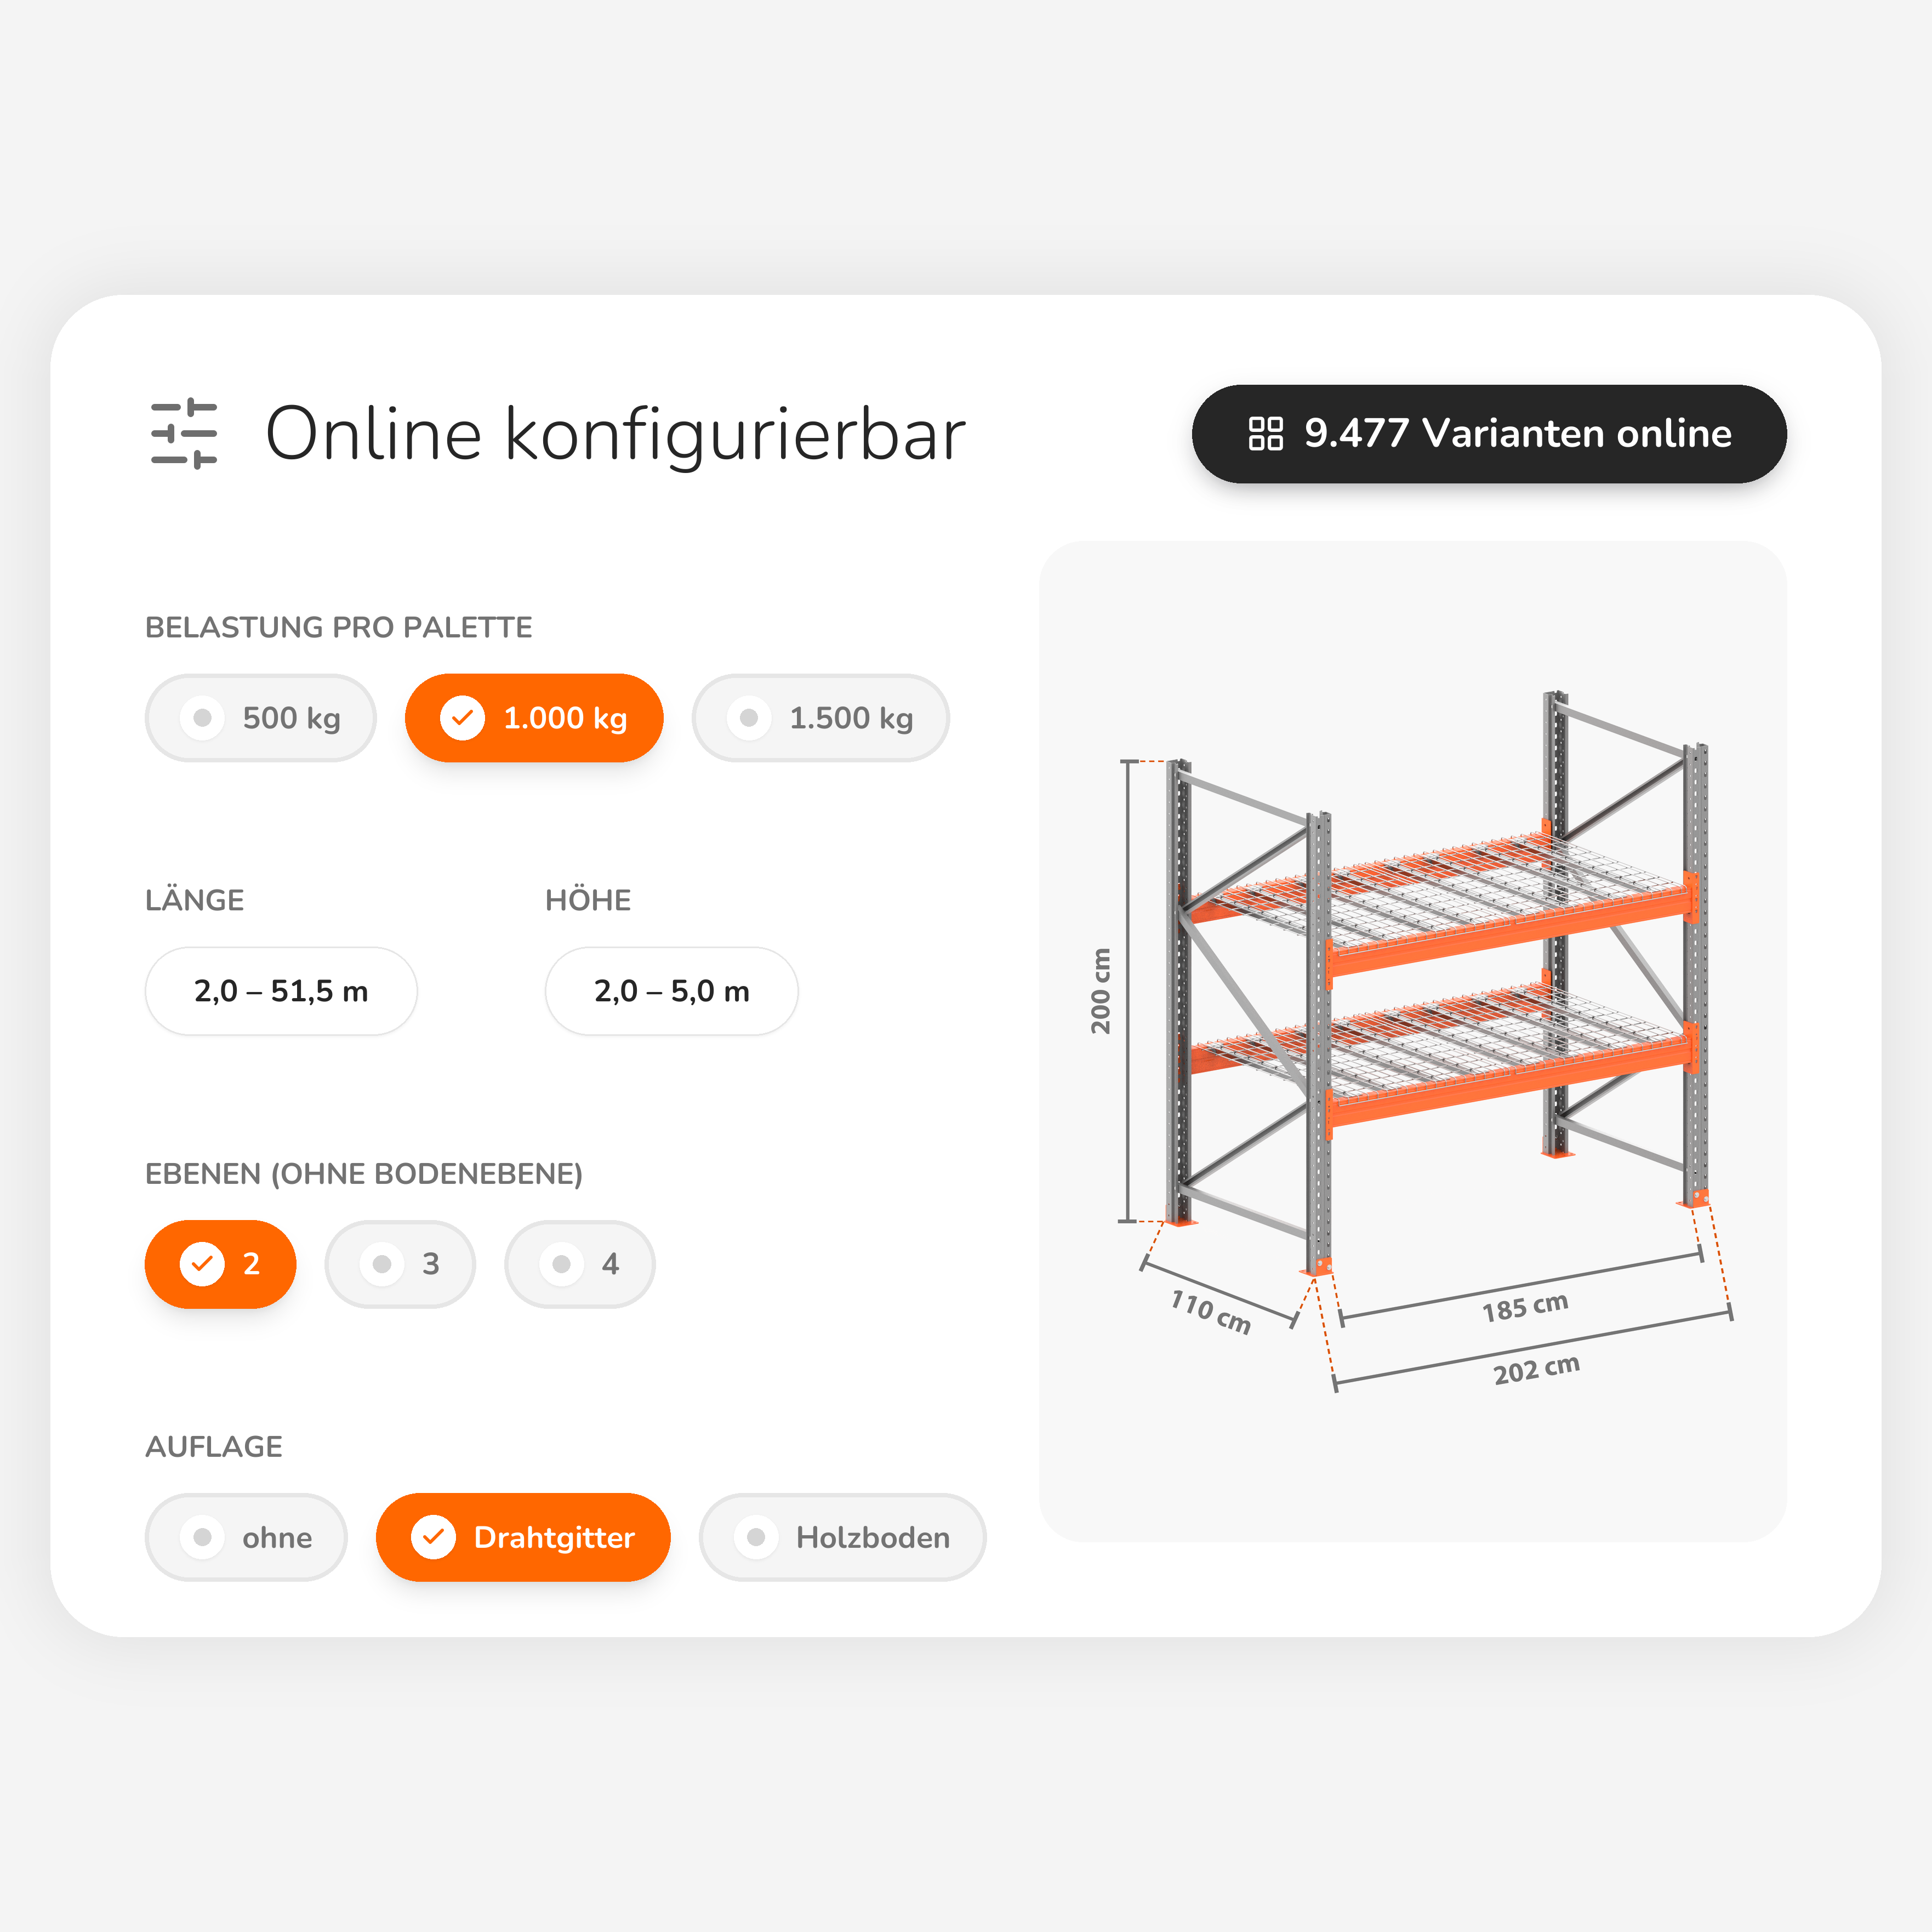 Online konfigurierbar
9.477 Varianten online
BELASTUNG PRO PALETTE
500 kg
1.000 kg
1.500 kg
LÄNGE
HÖHE
2,0 – 51,5 m
2,0 – 5,0 m
EBENEN (OHNE BODENEBENE)
2
3
4
AUFLAGE
ohne
Drahtgitter
Holzboden
200 cm
110 cm
185 cm
202 cm